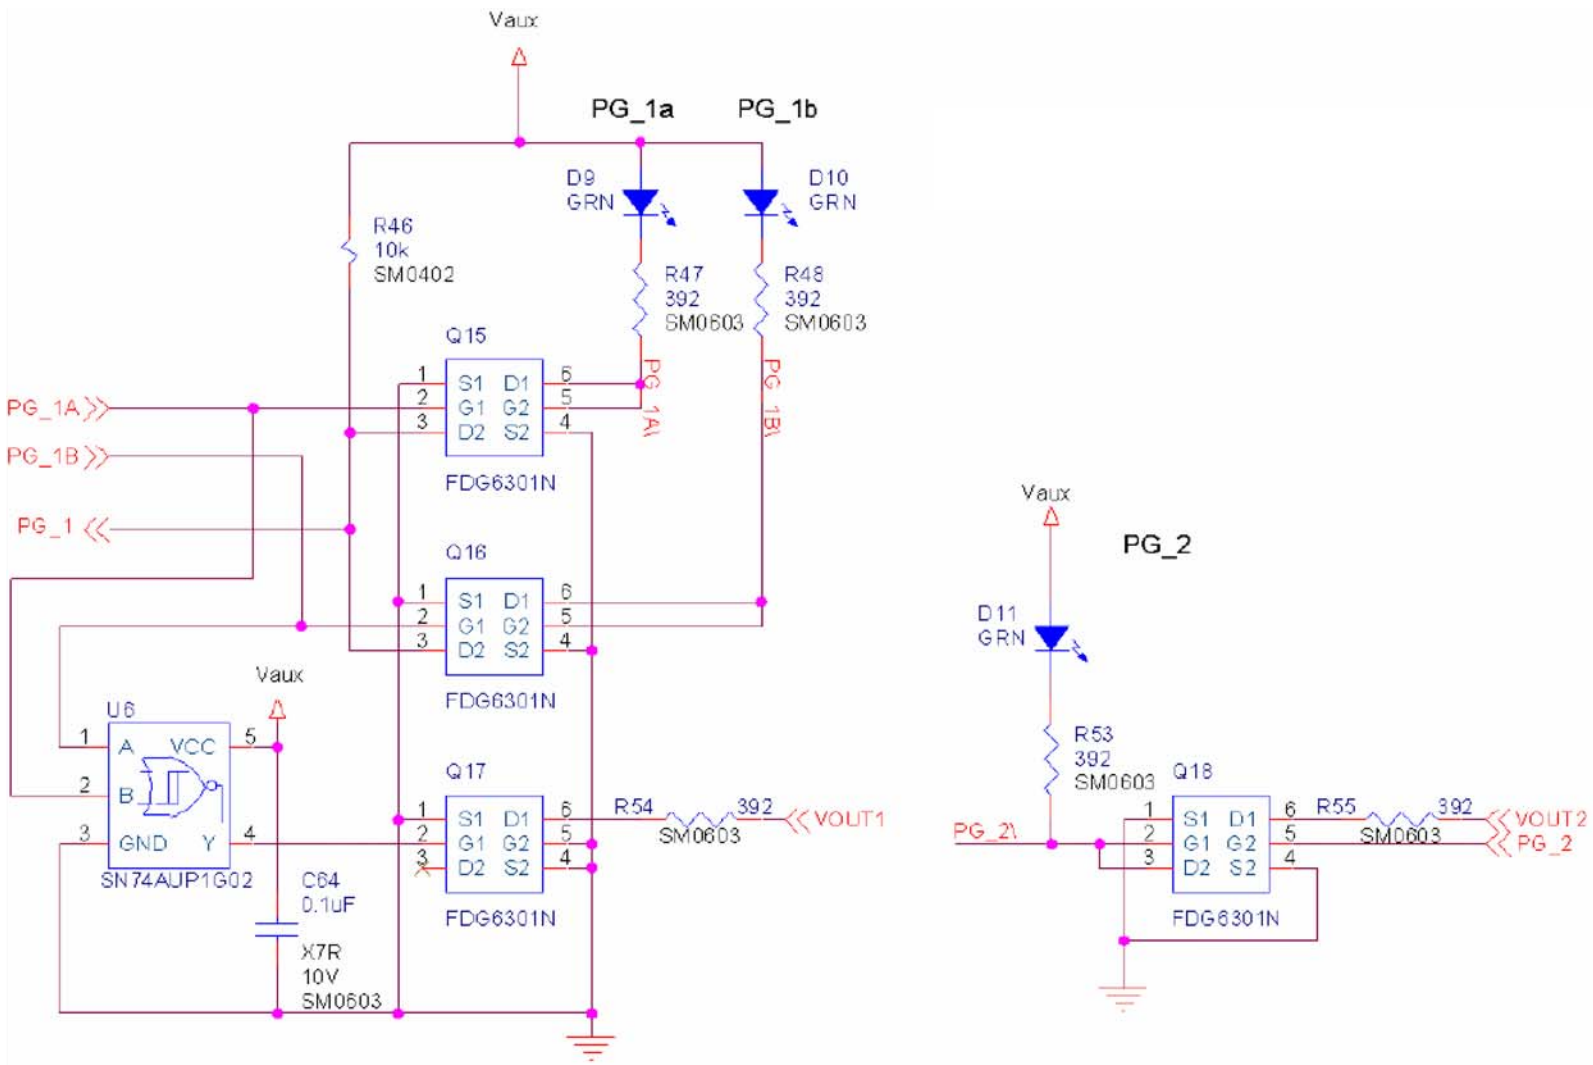 Vaux
PG_1a
PG_1b
D9
GRN
D10
GRN
R46
10k
SM0402
R47
392
SM0603
R48
392
SM0603
PG_1A\
PG_1B\
Q15
1 S1 D1 6
2 G1 G2 5
3 D2 S2 4
FDG6301N
PG_1A
PG_1B
PG_1
Q16
1 S1 D1 6
2 G1 G2 5
3 D2 S2 4
FDG6301N
Vaux
U6
1 A VCC 5
2 B
3 GND Y 4
SN74AUP1G02
C64
0.1uF
X7R
10V
SM0603
Q17
1 S1 D1 6
2 G1 G2 5
3 D2 S2 4
FDG6301N
R54 392
SM0603
VOUT1
Vaux
PG_2
D11
GRN
R53
392
SM0603
PG_2\
Q18
1 S1 D1 6
2 G1 G2 5
3 D2 S2 4
FDG6301N
R55 392
SM0603
VOUT2
PG_2